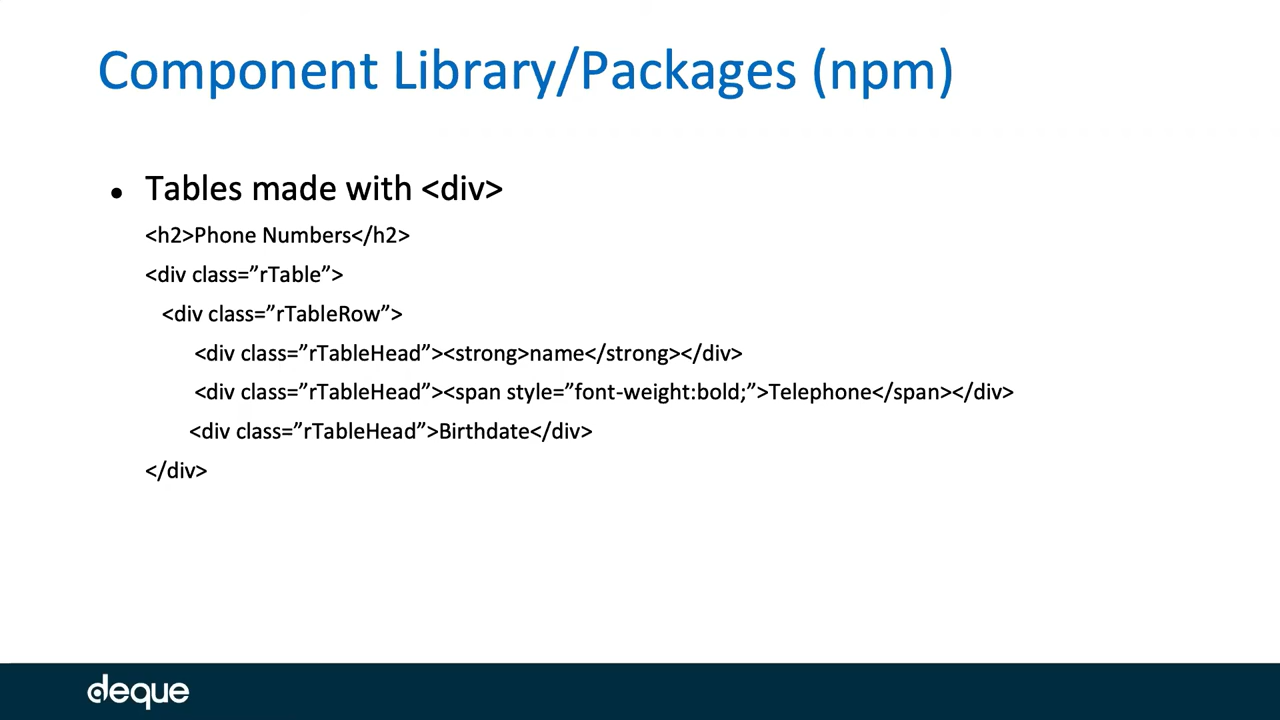 Component Library/Packages (npm)
• Tables made with <div>
<h2>Phone Numbers</h2>
<div class=”rTable”>
<div class=”rTableRow”>
<div class=”rTableHead”><strong>name</strong></div>
<div class=”rTableHead”><span style=”font-weight:bold;”>Telephone</span></div>
<div class=”rTableHead”>Birthdate</div>
</div>
deque